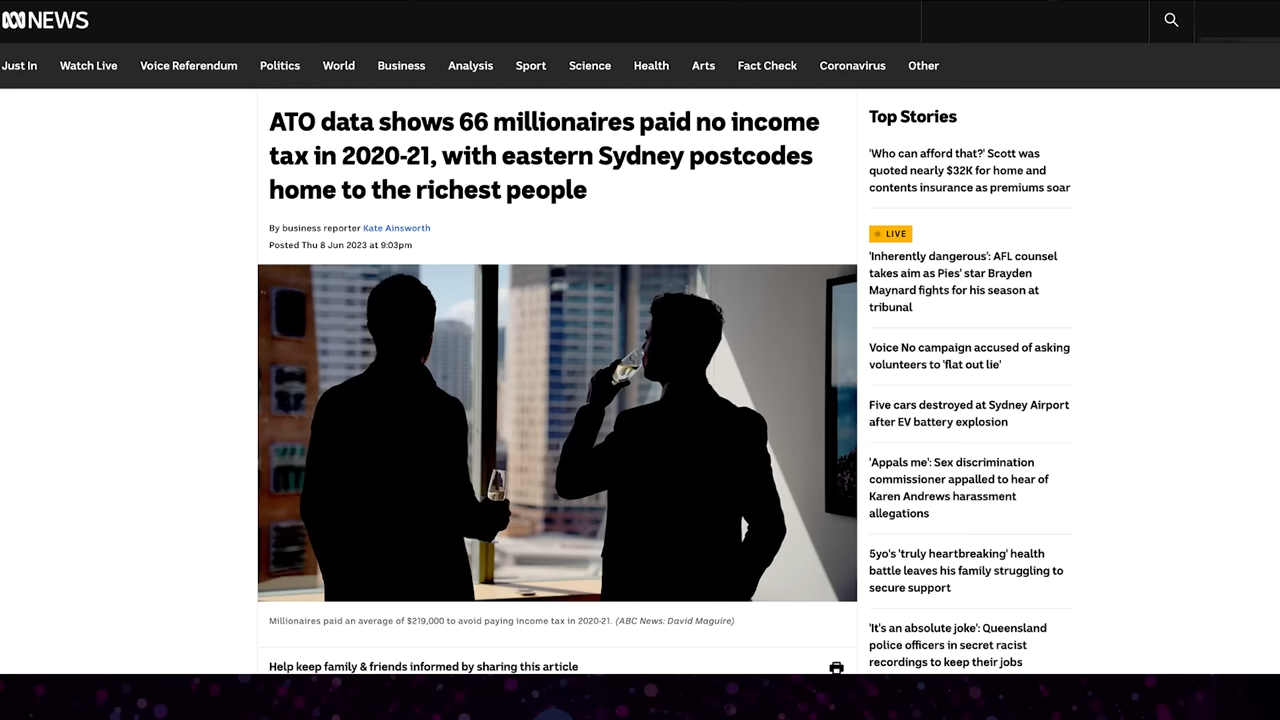 NEWS
Just In Watch Live Voice Referendum Politics World Business Analysis Sport Science Health Arts Fact Check Coronavirus Other
ATO data shows 66 millionaires paid no income
tax in 2020-21, with eastern Sydney postcodes
home to the richest people
By business reporter Kate Ainsworth
Posted Thu 8 Jun 2023 at 9:03pm
Millionaires paid an average of $219,000 to avoid paying income tax in 2020-21. (ABC News: David Maguire)
Help keep family & friends informed by sharing this article
Top Stories
'Who can afford that?' Scott was
quoted nearly $32K for home and
contents insurance as premiums soar
LIVE
'Inherently dangerous': AFL counsel
takes aim as Pies' star Brayden
Maynard fights for his season at
tribunal
Voice No campaign accused of asking
volunteers to 'flat out lie'
Five cars destroyed at Sydney Airport
after EV battery explosion
'Appals me': Sex discrimination
commissioner appalled to hear of
Karen Andrews harassment
allegations
5yo's 'truly heartbreaking' health
battle leaves his family struggling to
secure support
'It's an absolute joke': Queensland
police officers in secret racist
recordings to keep their jobs